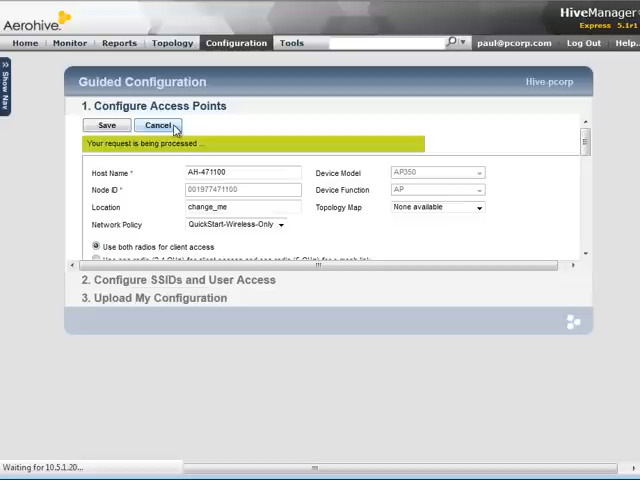 Aerohive.
HiveManager
Express 5.1r1
Home Monitor Reports Topology Configuration Tools paul@pcorp.com Log Out Help
Show Nav
Guided Configuration Hive-pcorp
1. Configure Access Points
Save Cancel
Your request is being processed ...
Host Name * AH-471100 Device Model AP350
Node ID * 001977471100 Device Function AP
Location change_me Topology Map None available
Network Policy QuickStart-Wireless-Only
Use both radios for client access
2. Configure SSIDs and User Access
3. Upload My Configuration
Waiting for 10.5.1.20...